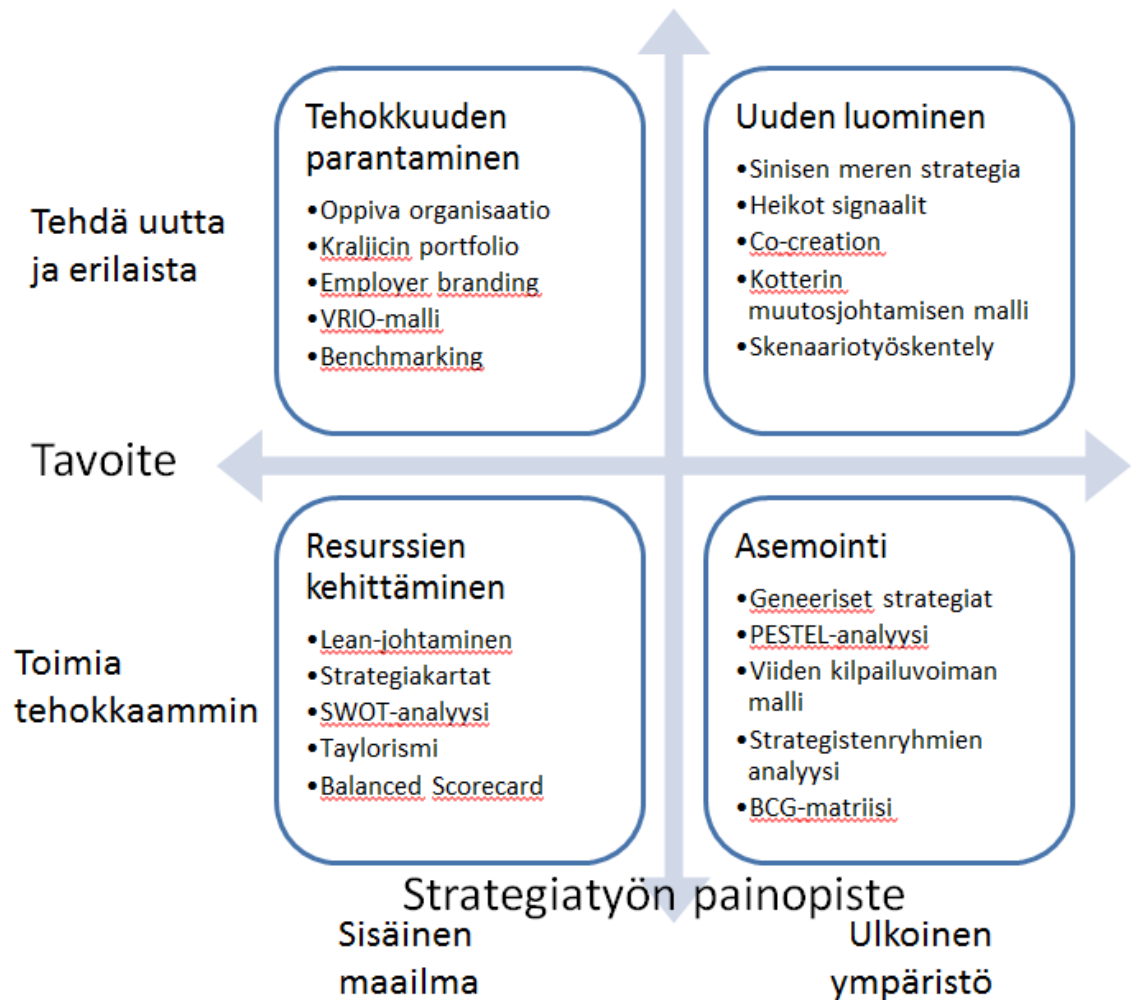 Tehokkuuden
parantaminen
•Oppiva organisaatio
•Kraljicin portfolio
•Employer branding
•VRIO-malli
•Benchmarking
Uuden luominen
•Sinisen meren strategia
•Heikot signaalit
•Co-creation
•Kotterin
muutosjohtamisen malli
•Skenaariotyöskentely
Tehdä uutta
ja erilaista
Tavoite
Resurssien
kehittäminen
•Lean-johtaminen
•Strategiakartat
•SWOT-analyysi
•Taylorismi
•Balanced Scorecard
Asemointi
•Geneeriset strategiat
•PESTEL-analyysi
•Viiden kilpailuvoiman
malli
•Strategistenryhmien
analyysi
•BCG-matriisi
Toimia
tehokkaammin
Strategiatyön painopiste
Sisäinen
maailma
Ulkoinen
ympäristö